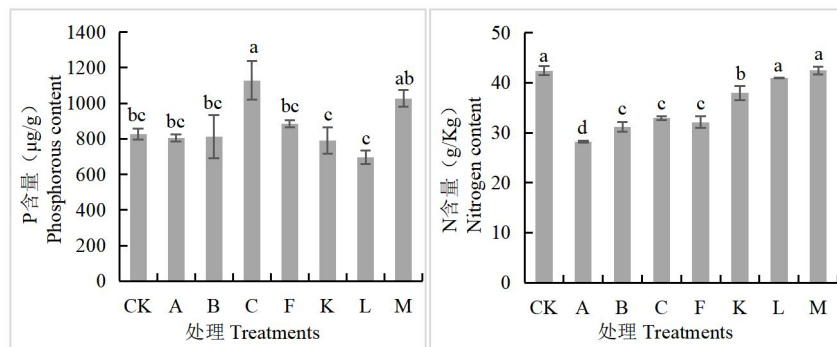 P含量（μg/g）
Phosphorous content
1400
1200
1000
800
600
400
200
0
bc
bc
bc
a
bc
c
c
ab
CK A B C F K L M
处理 Treatments
N含量（g/Kg）
Nitrogen content
50
40
30
20
10
0
a
d
c
c
c
b
a
a
CK A B C F K L M
处理 Treatments